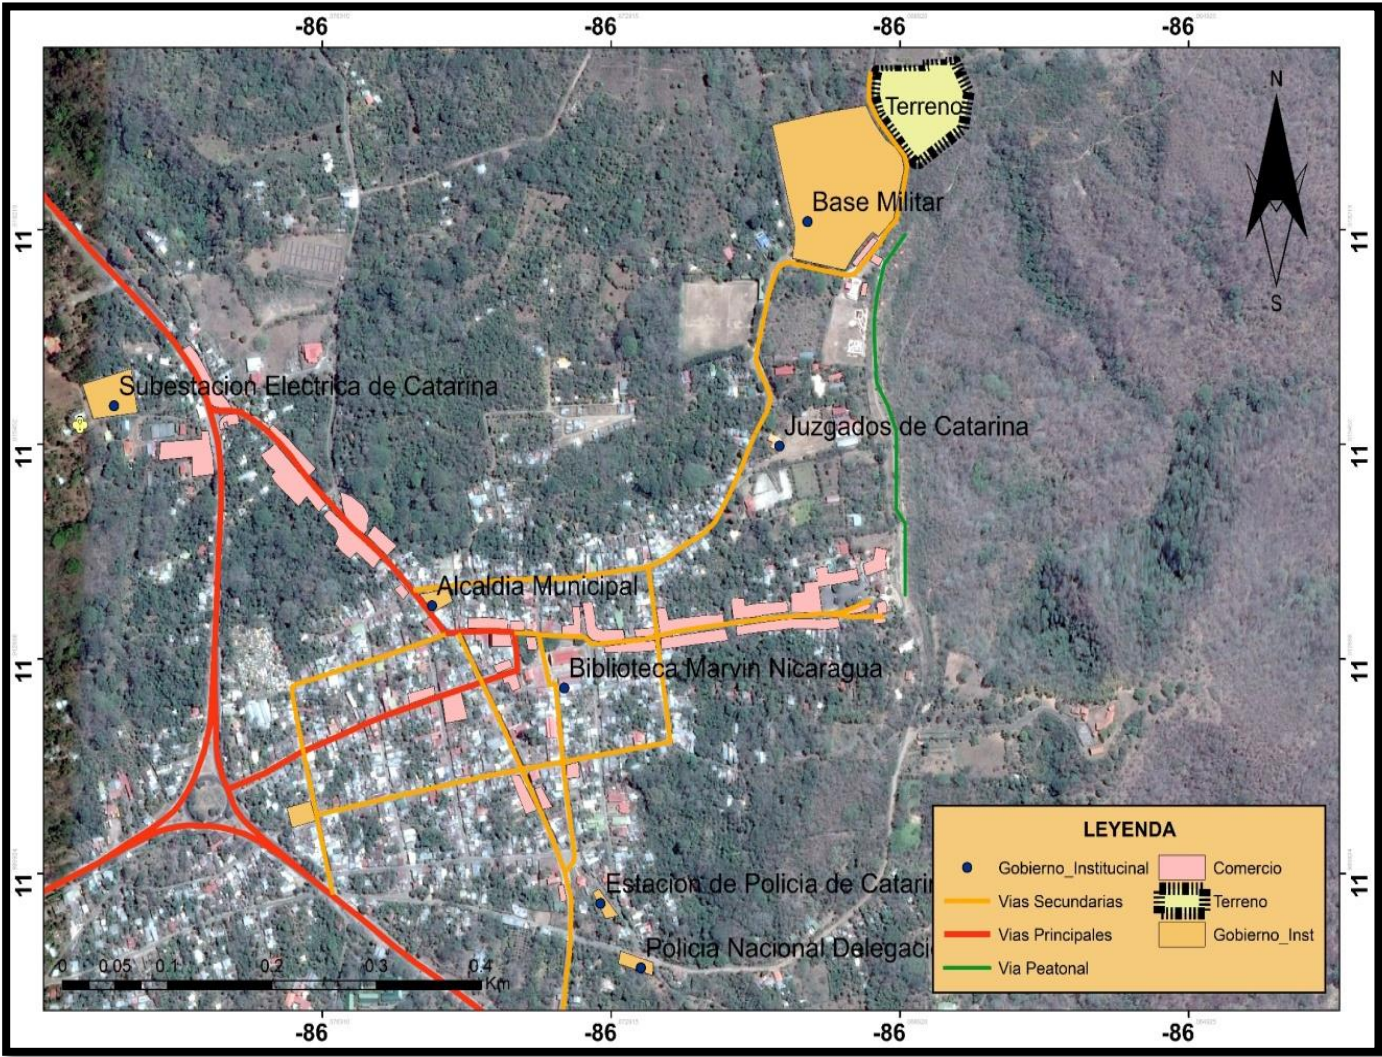 -86 -86 -86 -86
N
Terreno
Base Militar
11 11
S
Subestacion Electrica de Catarina
Juzgados de Catarina
11 11
Alcaldia Municipal
Biblioteca Marvin Nicaragua
11 11
LEYENDA
Gobierno_Institucinal Comercio
Vias Secundarias Terreno
Vias Principales Gobierno_Inst
Via Peatonal
11 11
Estacion de Policia de Catarin
Policia Nacional Delegaci
0 0.05 0.1 0.2 0.3 0.4
Km
-86 -86 -86 -86